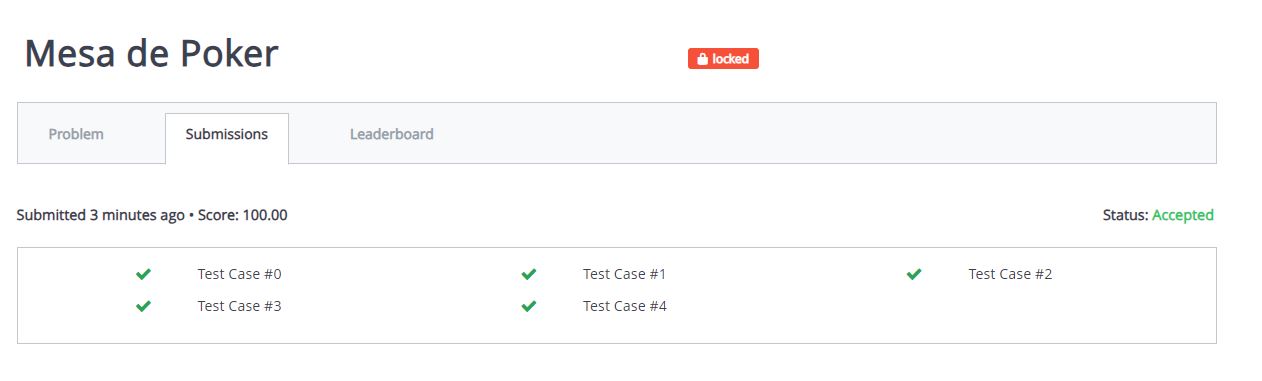 Mesa de Poker
locked
Problem
Submissions
Leaderboard
Submitted 3 minutes ago • Score: 100.00
Status: Accepted
Test Case #0
Test Case #1
Test Case #2
Test Case #3
Test Case #4